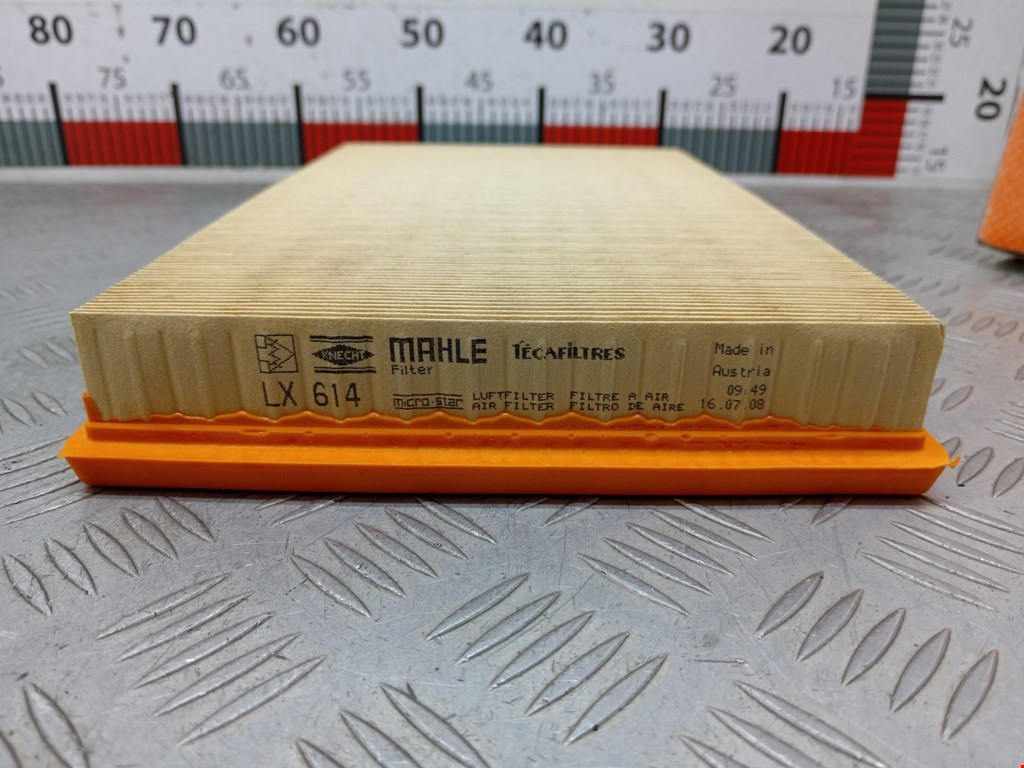 80 70 60 50 40 30 20
75 65 55 45 35 25 15
25
20
15
KNECHT MAHLE TECAFILTRES
Filter
LX 614
micro-star LUFTFILTER FILTRE A AIR
AIR FILTER FILTRO DE AIRE
Made in
Austria
09.49
16.07.08